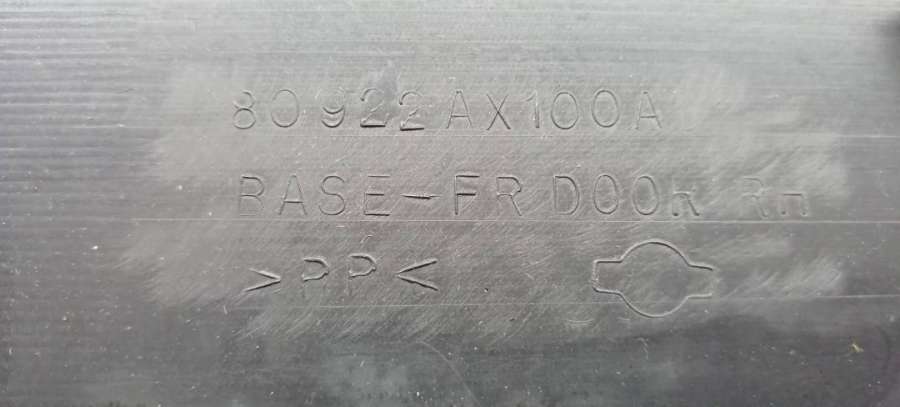 80922AX100A
BASE-FR DOOR RH
>PP<